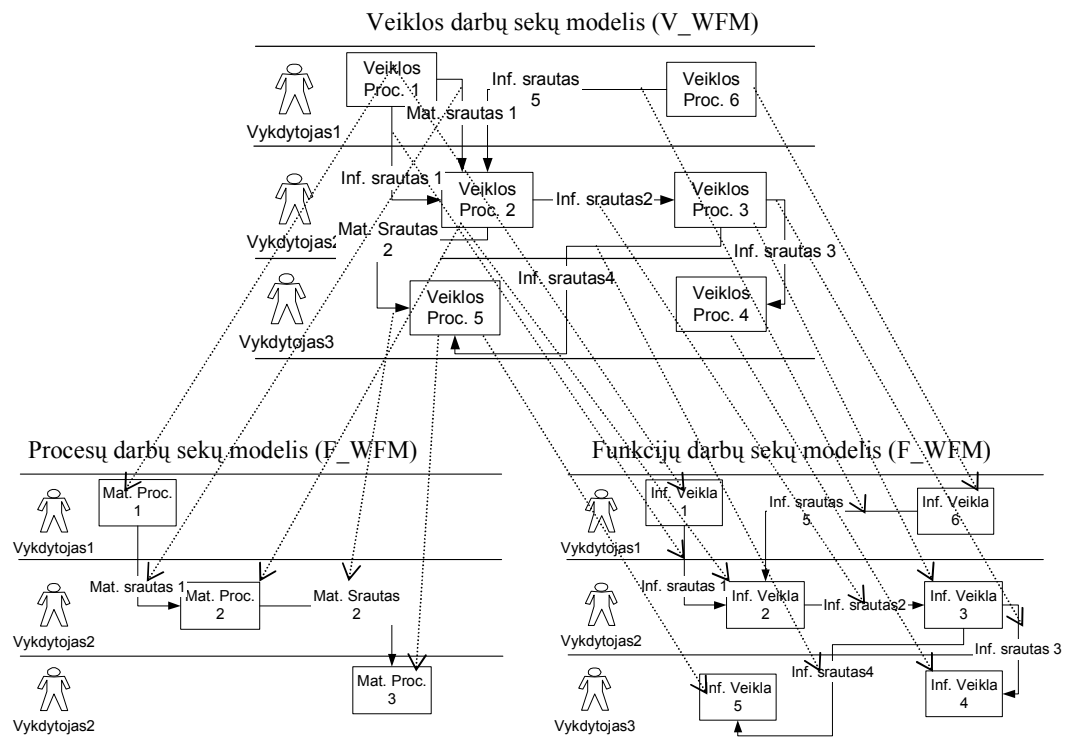 Veiklos darbų sekų modelis (V_WFM)
Veiklos
Proc. 1
Inf. srautas
5
Veiklos
Proc. 6
Mat. srautas 1
Vykdytojas1
Inf. srautas 1
Veiklos
Proc. 2
Inf. srautas2
Veiklos
Proc. 3
Mat. Srautas
2
Vykdytojas2
Inf. srautas 3
Inf. srautas4
Veiklos
Proc. 5
Veiklos
Proc. 4
Vykdytojas3
Procesų darbų sekų modelis (F_WFM)
Mat. Proc.
1
Vykdytojas1
Mat. srautas 1
Mat. Proc.
2
Mat. Srautas
2
Vykdytojas2
Mat. Proc.
3
Vykdytojas2
Funkcijų darbų sekų modelis (F_WFM)
Inf. Veikla
1
Inf. srautas
5
Inf. Veikla
6
Vykdytojas1
Inf. srautas 1
Inf. Veikla
2
Inf. srautas2
Inf. Veikla
3
Vykdytojas2
Inf. srautas 3
Inf. srautas4
Inf. Veikla
5
Inf. Veikla
4
Vykdytojas3